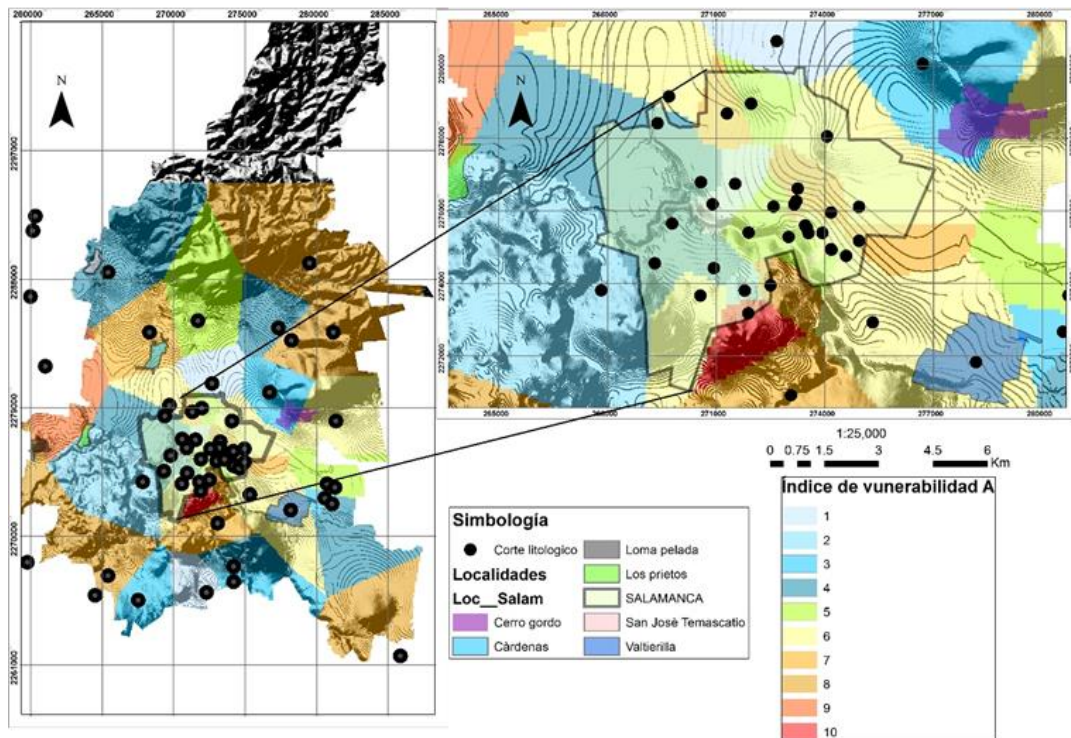 260000 265000 270000 275000 280000 285000
265000 268000 271000 274000 277000 280000
N
N
2297000
2288000
2279000
2270000
2261000
2280000
2278000
2276000
2274000
2272000
265000 268000 271000 274000 277000 280000
1:25,000
0 0.75 1.5 3 4.5 6
Km
Simbología
Corte litologico
Localidades
Loc__Salam
Cerro gordo
Càrdenas
Loma pelada
Los prietos
SALAMANCA
San Josè Temascatio
Valtierilla
Índice de vunerabilidad A
1
2
3
4
5
6
7
8
9
10